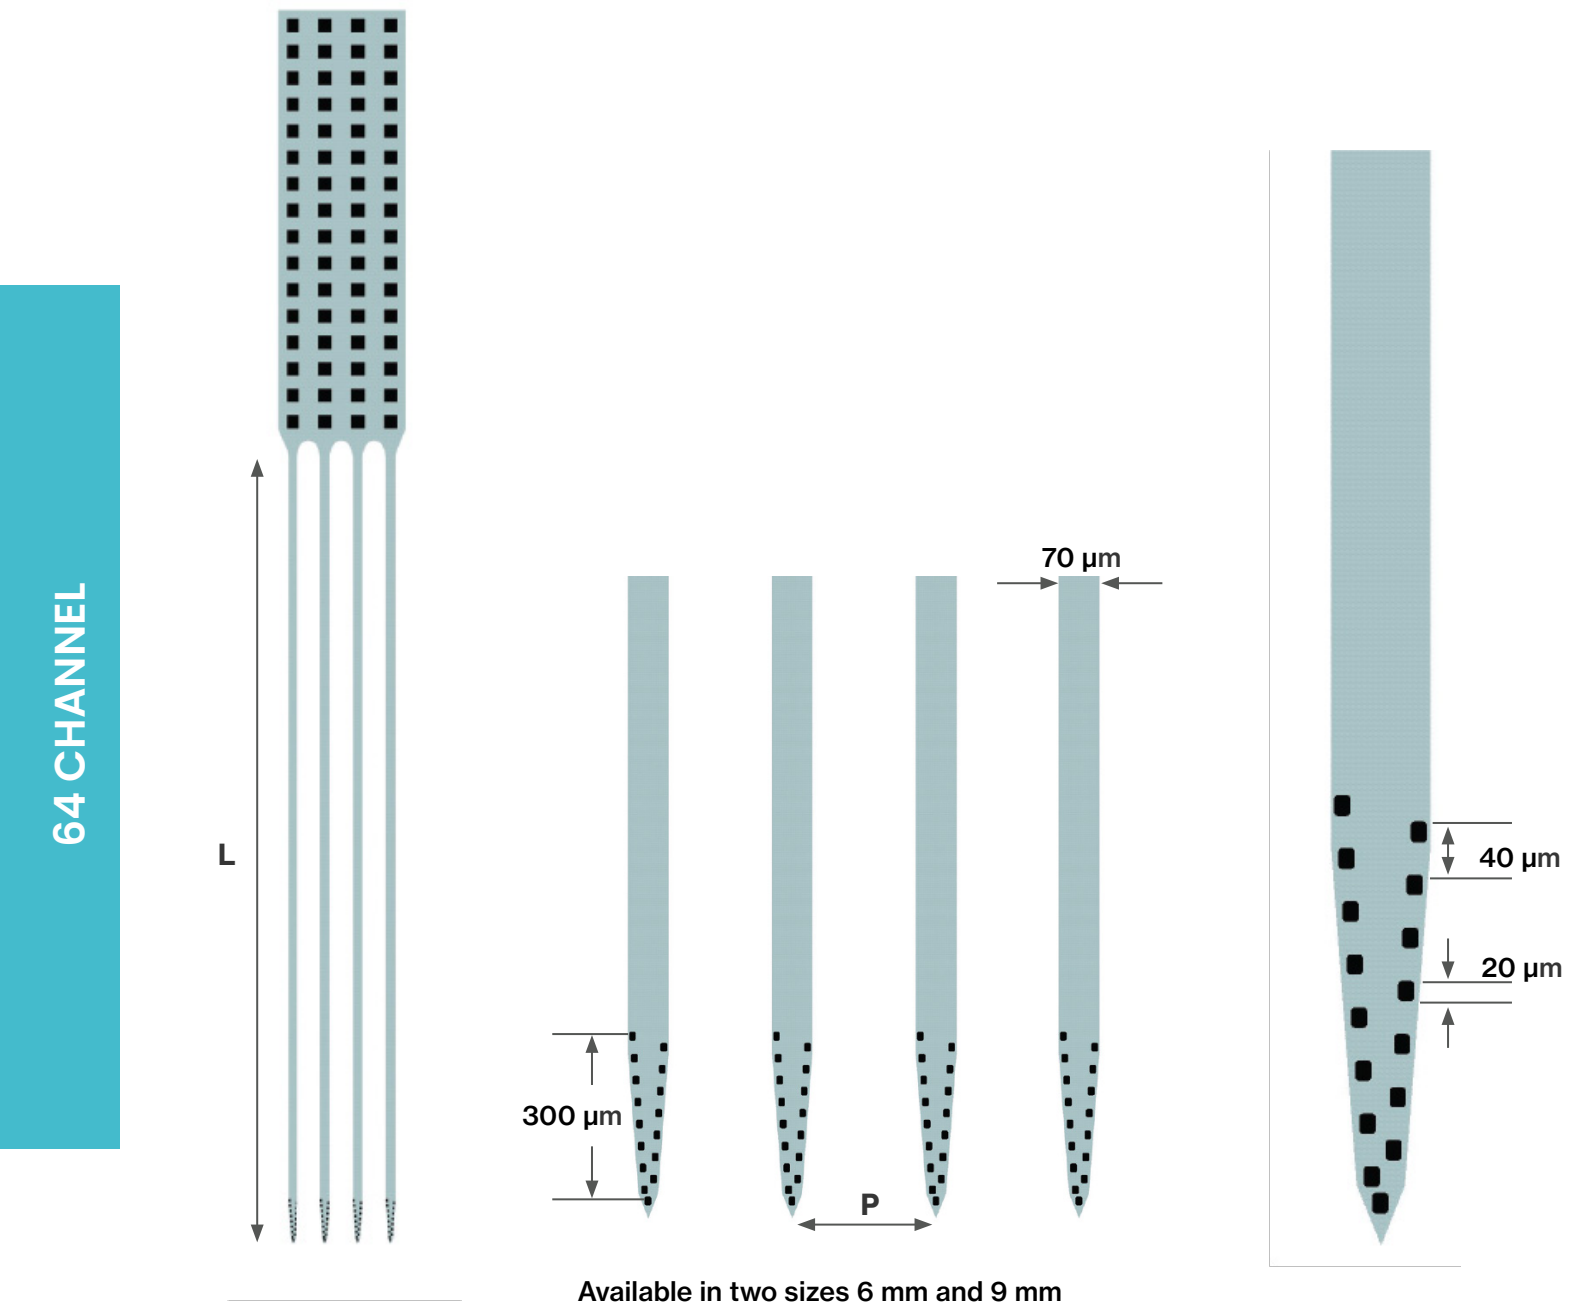 64 CHANNEL
L
70 µm
300 µm
P
40 µm
20 µm
Available in two sizes 6 mm and 9 mm